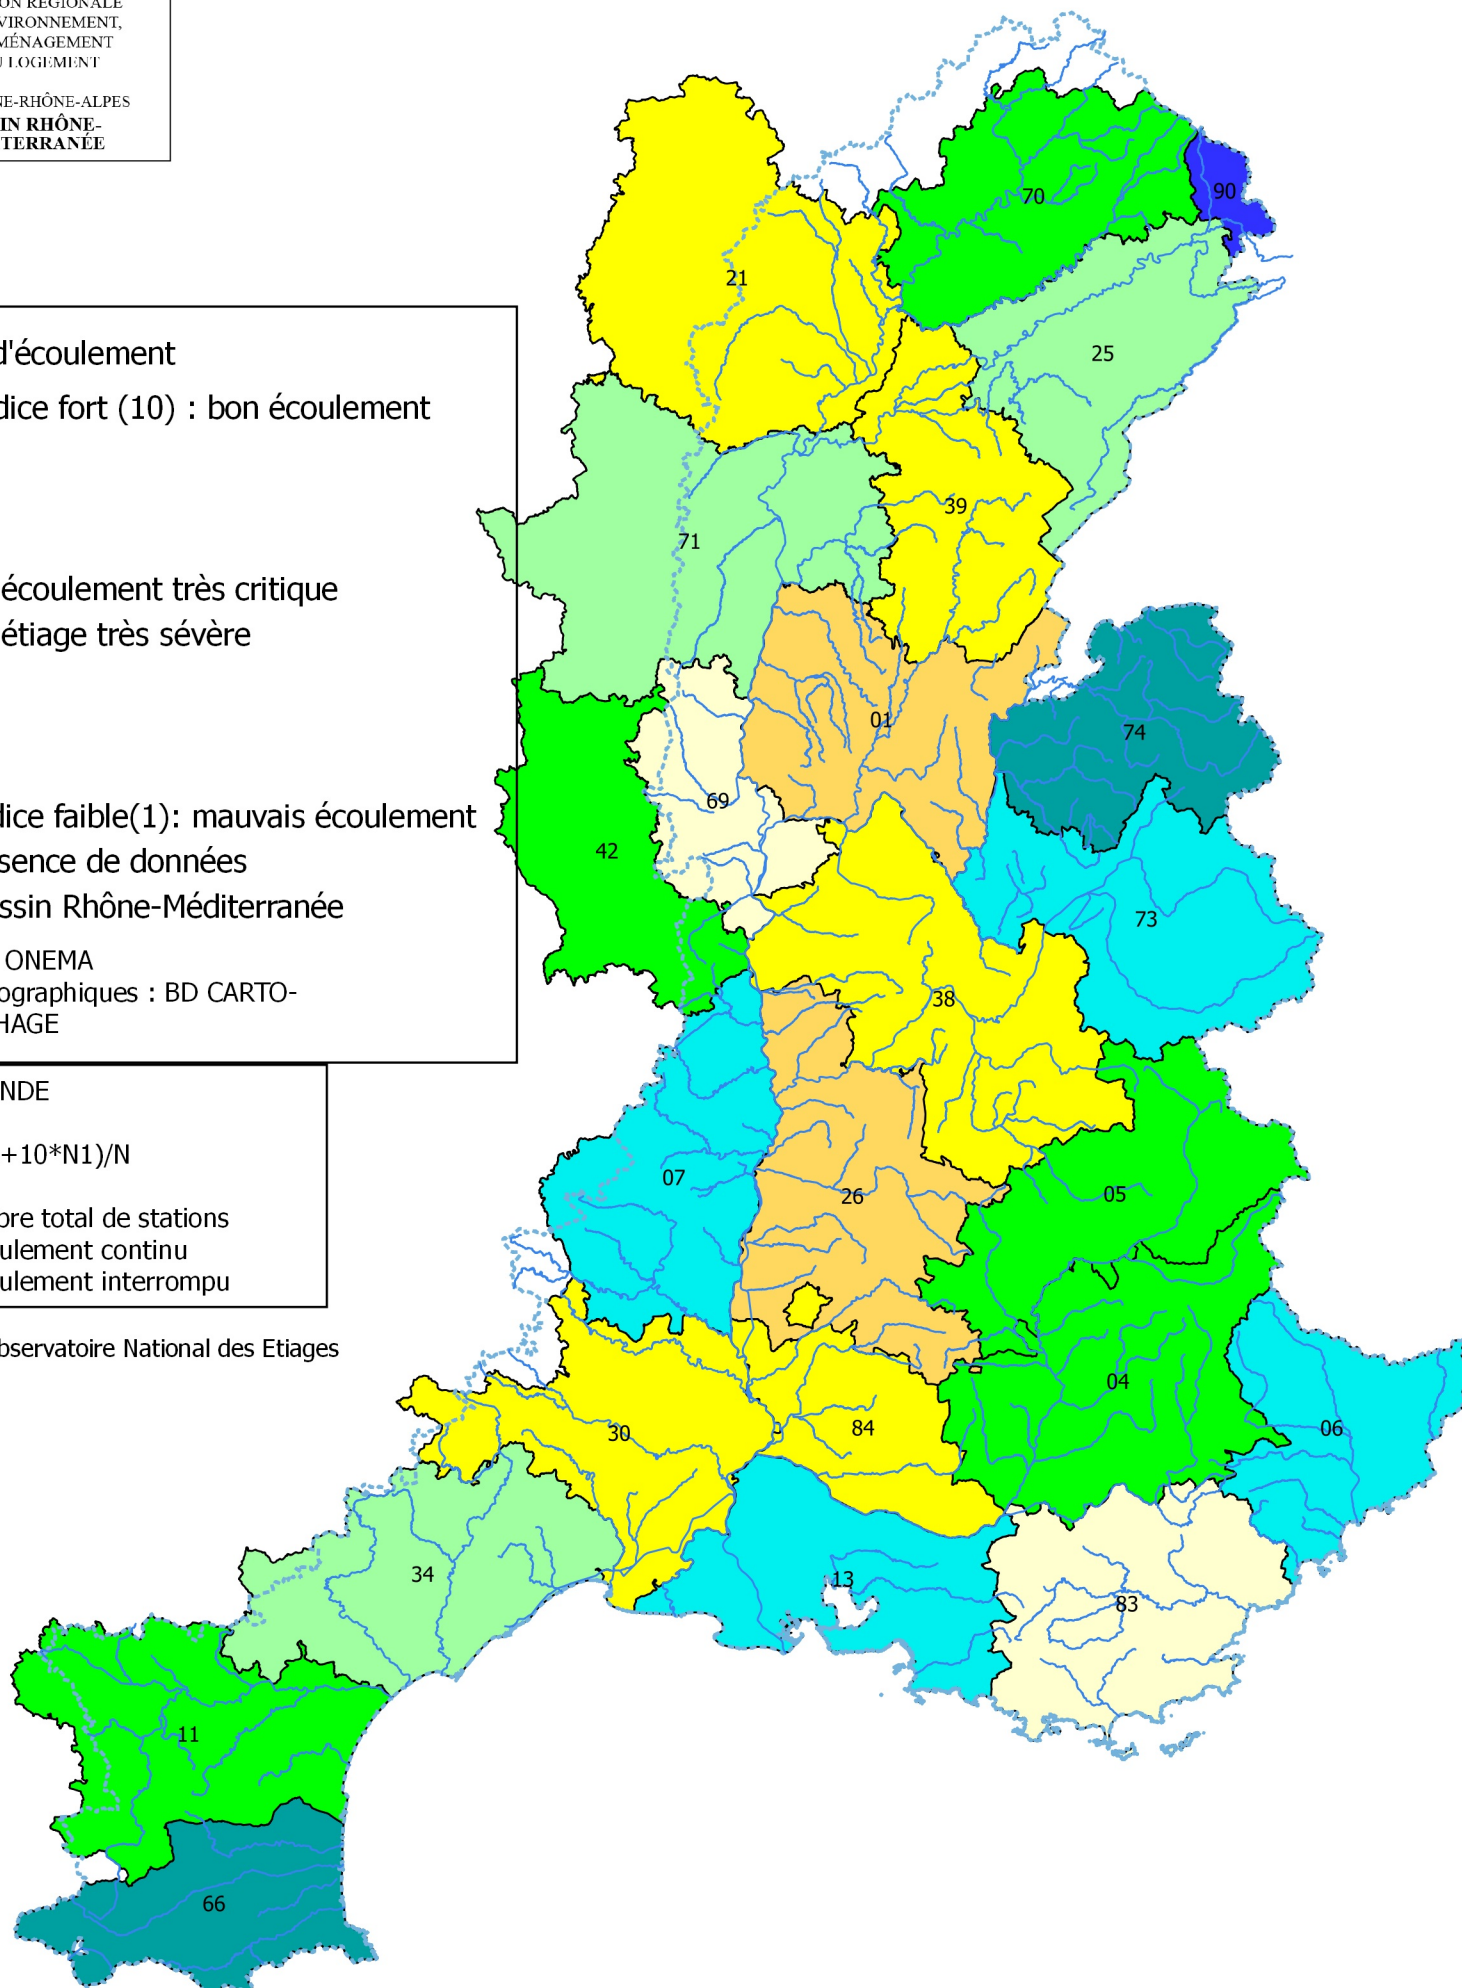 ON RÉGIONALE
VIRONNEMENT,
MÉNAGEMENT
U LOGEMENT
NE-RHÔNE-ALPES
IN RHÔNE-
TERRANÉE
d'écoulement
dice fort (10) : bon écoulement
écoulement très critique
étiage très sévère
dice faible(1): mauvais écoulement
sence de données
ssin Rhône-Méditerranée
ONEMA
ographiques : BD CARTO-
HAGE
NDE
+10*N1)/N
bre total de stations
ulement continu
ulement interrompu
bservatoire National des Etiages
70
90
21
25
39
71
01
74
69
42
73
38
07
26
05
04
06
30
84
34
13
83
11
66